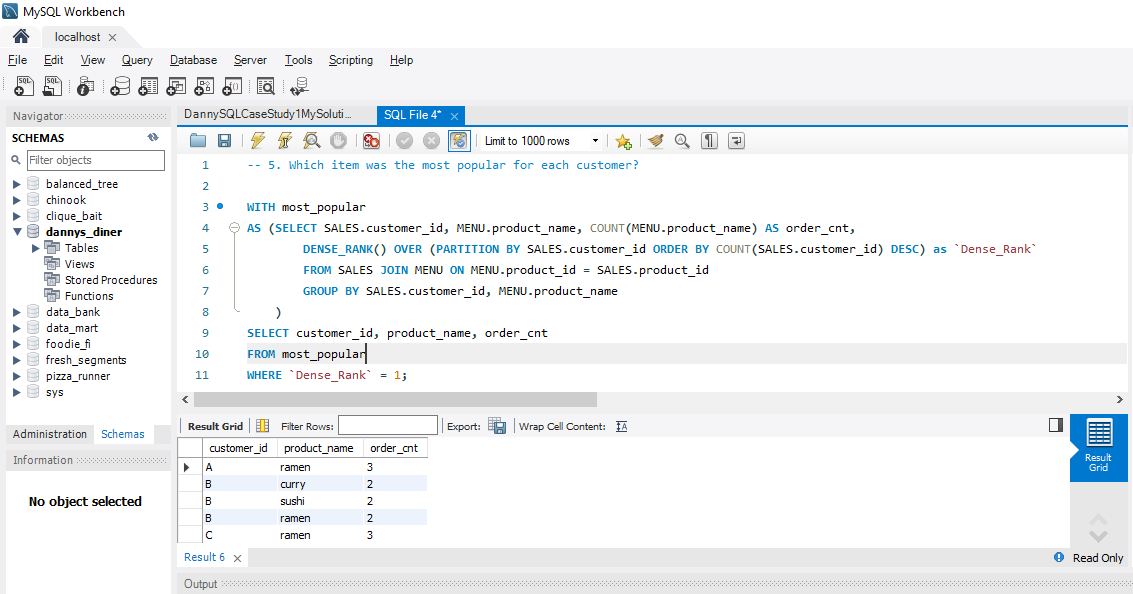 MySQL Workbench
localhost
File Edit View Query Database Server Tools Scripting Help
Navigator
SCHEMAS
Filter objects
balanced_tree
chinook
clique_bait
dannys_diner
Tables
Views
Stored Procedures
Functions
data_bank
data_mart
foodie_fi
fresh_segments
pizza_runner
sys
Administration Schemas
Information
No object selected
DannySQLCaseStudy1MySoluti... SQL File 4*
Limit to 1000 rows
1 -- 5. Which item was the most popular for each customer?
2
3 WITH most_popular
4 AS (SELECT SALES.customer_id, MENU.product_name, COUNT(MENU.product_name) AS order_cnt,
5 DENSE_RANK() OVER (PARTITION BY SALES.customer_id ORDER BY COUNT(SALES.customer_id) DESC) as `Dense_Rank`
6 FROM SALES JOIN MENU ON MENU.product_id = SALES.product_id
7 GROUP BY SALES.customer_id, MENU.product_name
8 )
9 SELECT customer_id, product_name, order_cnt
10 FROM most_popular
11 WHERE `Dense_Rank` = 1;
Result Grid Filter Rows: Export: Wrap Cell Content:
customer_id product_name order_cnt
A ramen 3
B curry 2
B sushi 2
B ramen 2
C ramen 3
Result
Grid
Result 6
Read Only
Output